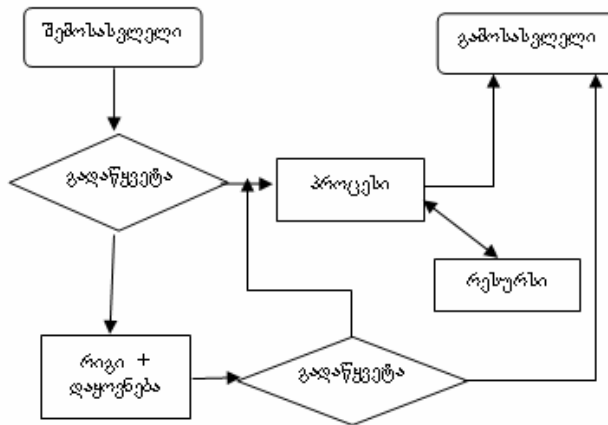 შემოსასვლელი
გამოსასვლელი
გადაწყვეტა
პროცესი
რესურსი
რიგი +
დაყოვნება
გადაწყვეტა